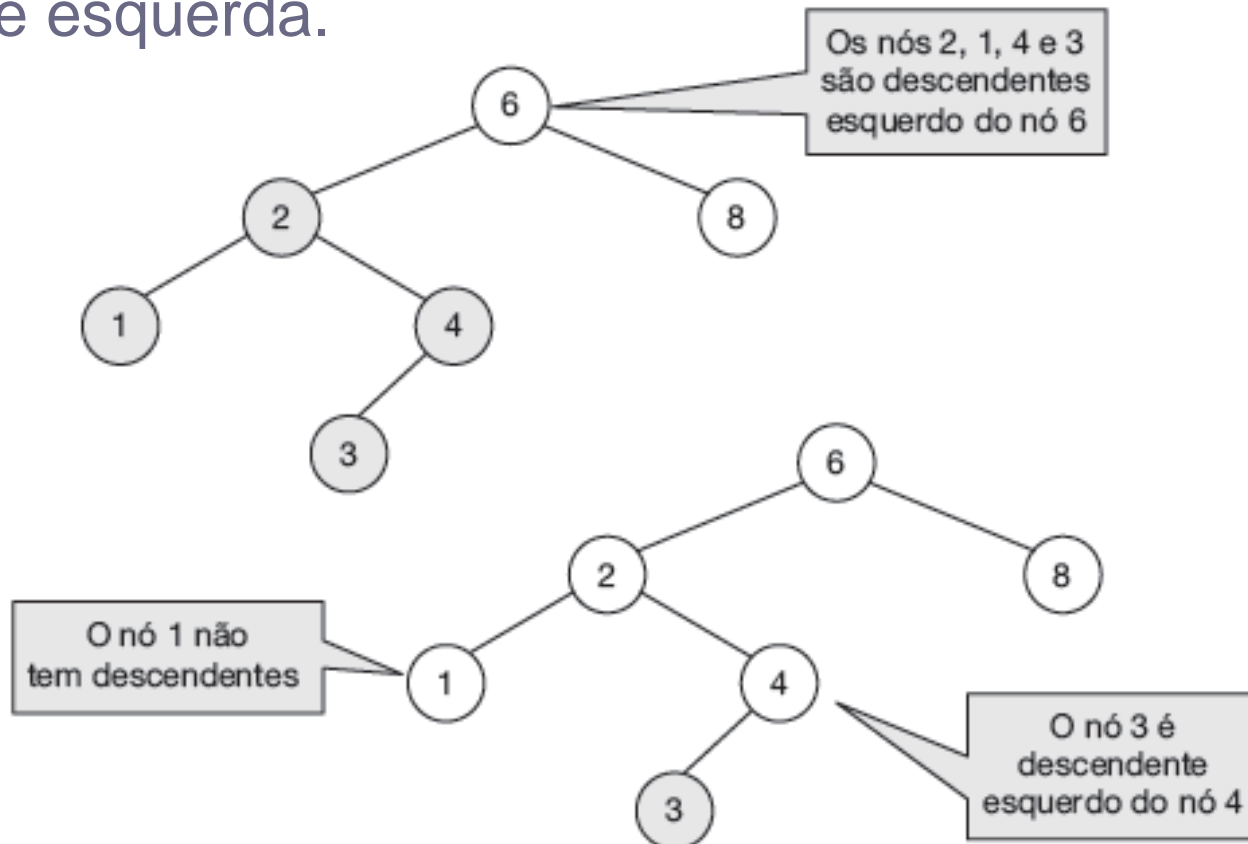 e esquerda.
Os nós 2, 1, 4 e 3
são descendentes
esquerdo do nó 6
6
2
8
1
4
3
6
2
8
O nó 1 não
tem descendentes
1
4
O nó 3 é
descendente
esquerdo do nó 4
3